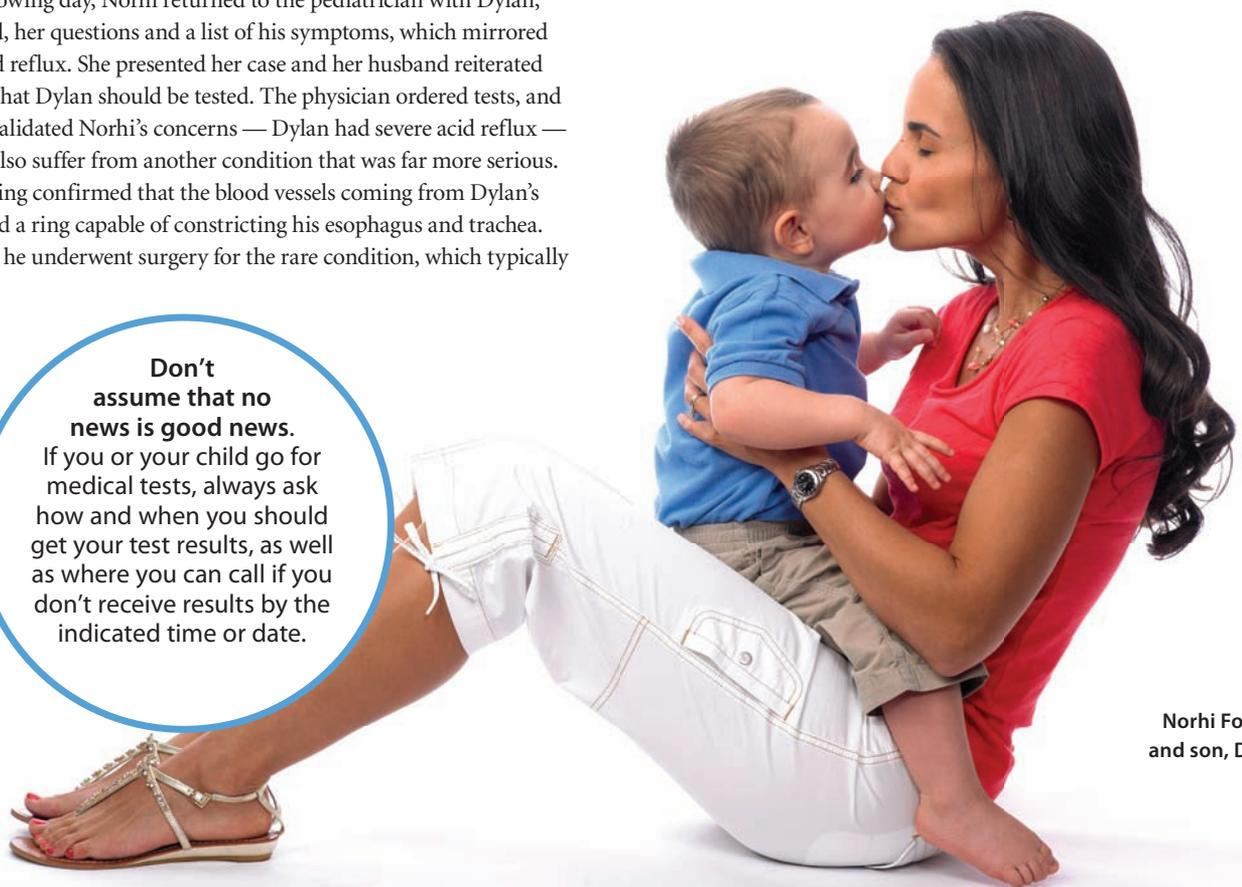 owing day, Norhi returned to the pediatrician with Dylan,
, her questions and a list of his symptoms, which mirrored
reflux. She presented her case and her husband reiterated
hat Dylan should be tested. The physician ordered tests, and
alidated Norhi’s concerns — Dylan had severe acid reflux —
lso suffer from another condition that was far more serious.
ing confirmed that the blood vessels coming from Dylan’s
d a ring capable of constricting his esophagus and trachea.
he underwent surgery for the rare condition, which typically
Don’t
assume that no
news is good news.
If you or your child go for
medical tests, always ask
how and when you should
get your test results, as well
as where you can call if you
don’t receive results by the
indicated time or date.
Norhi Fo
and son, D